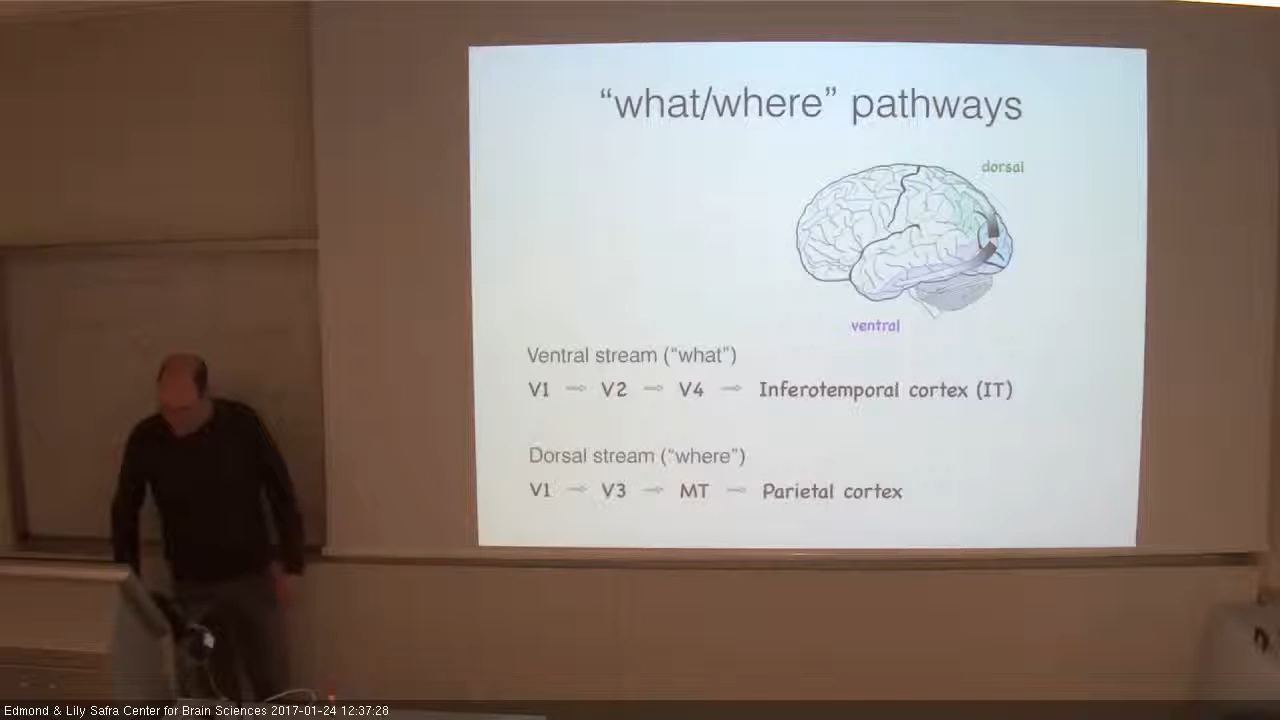 “what/where” pathways
dorsal
ventral
Ventral stream (“what”)
V1 → V2 → V4 → Inferotemporal cortex (IT)
Dorsal stream (“where”)
V1 → V3 → MT → Parietal cortex
Edmond & Lily Safra Center for Brain Sciences 2017-01-24 12:37:28